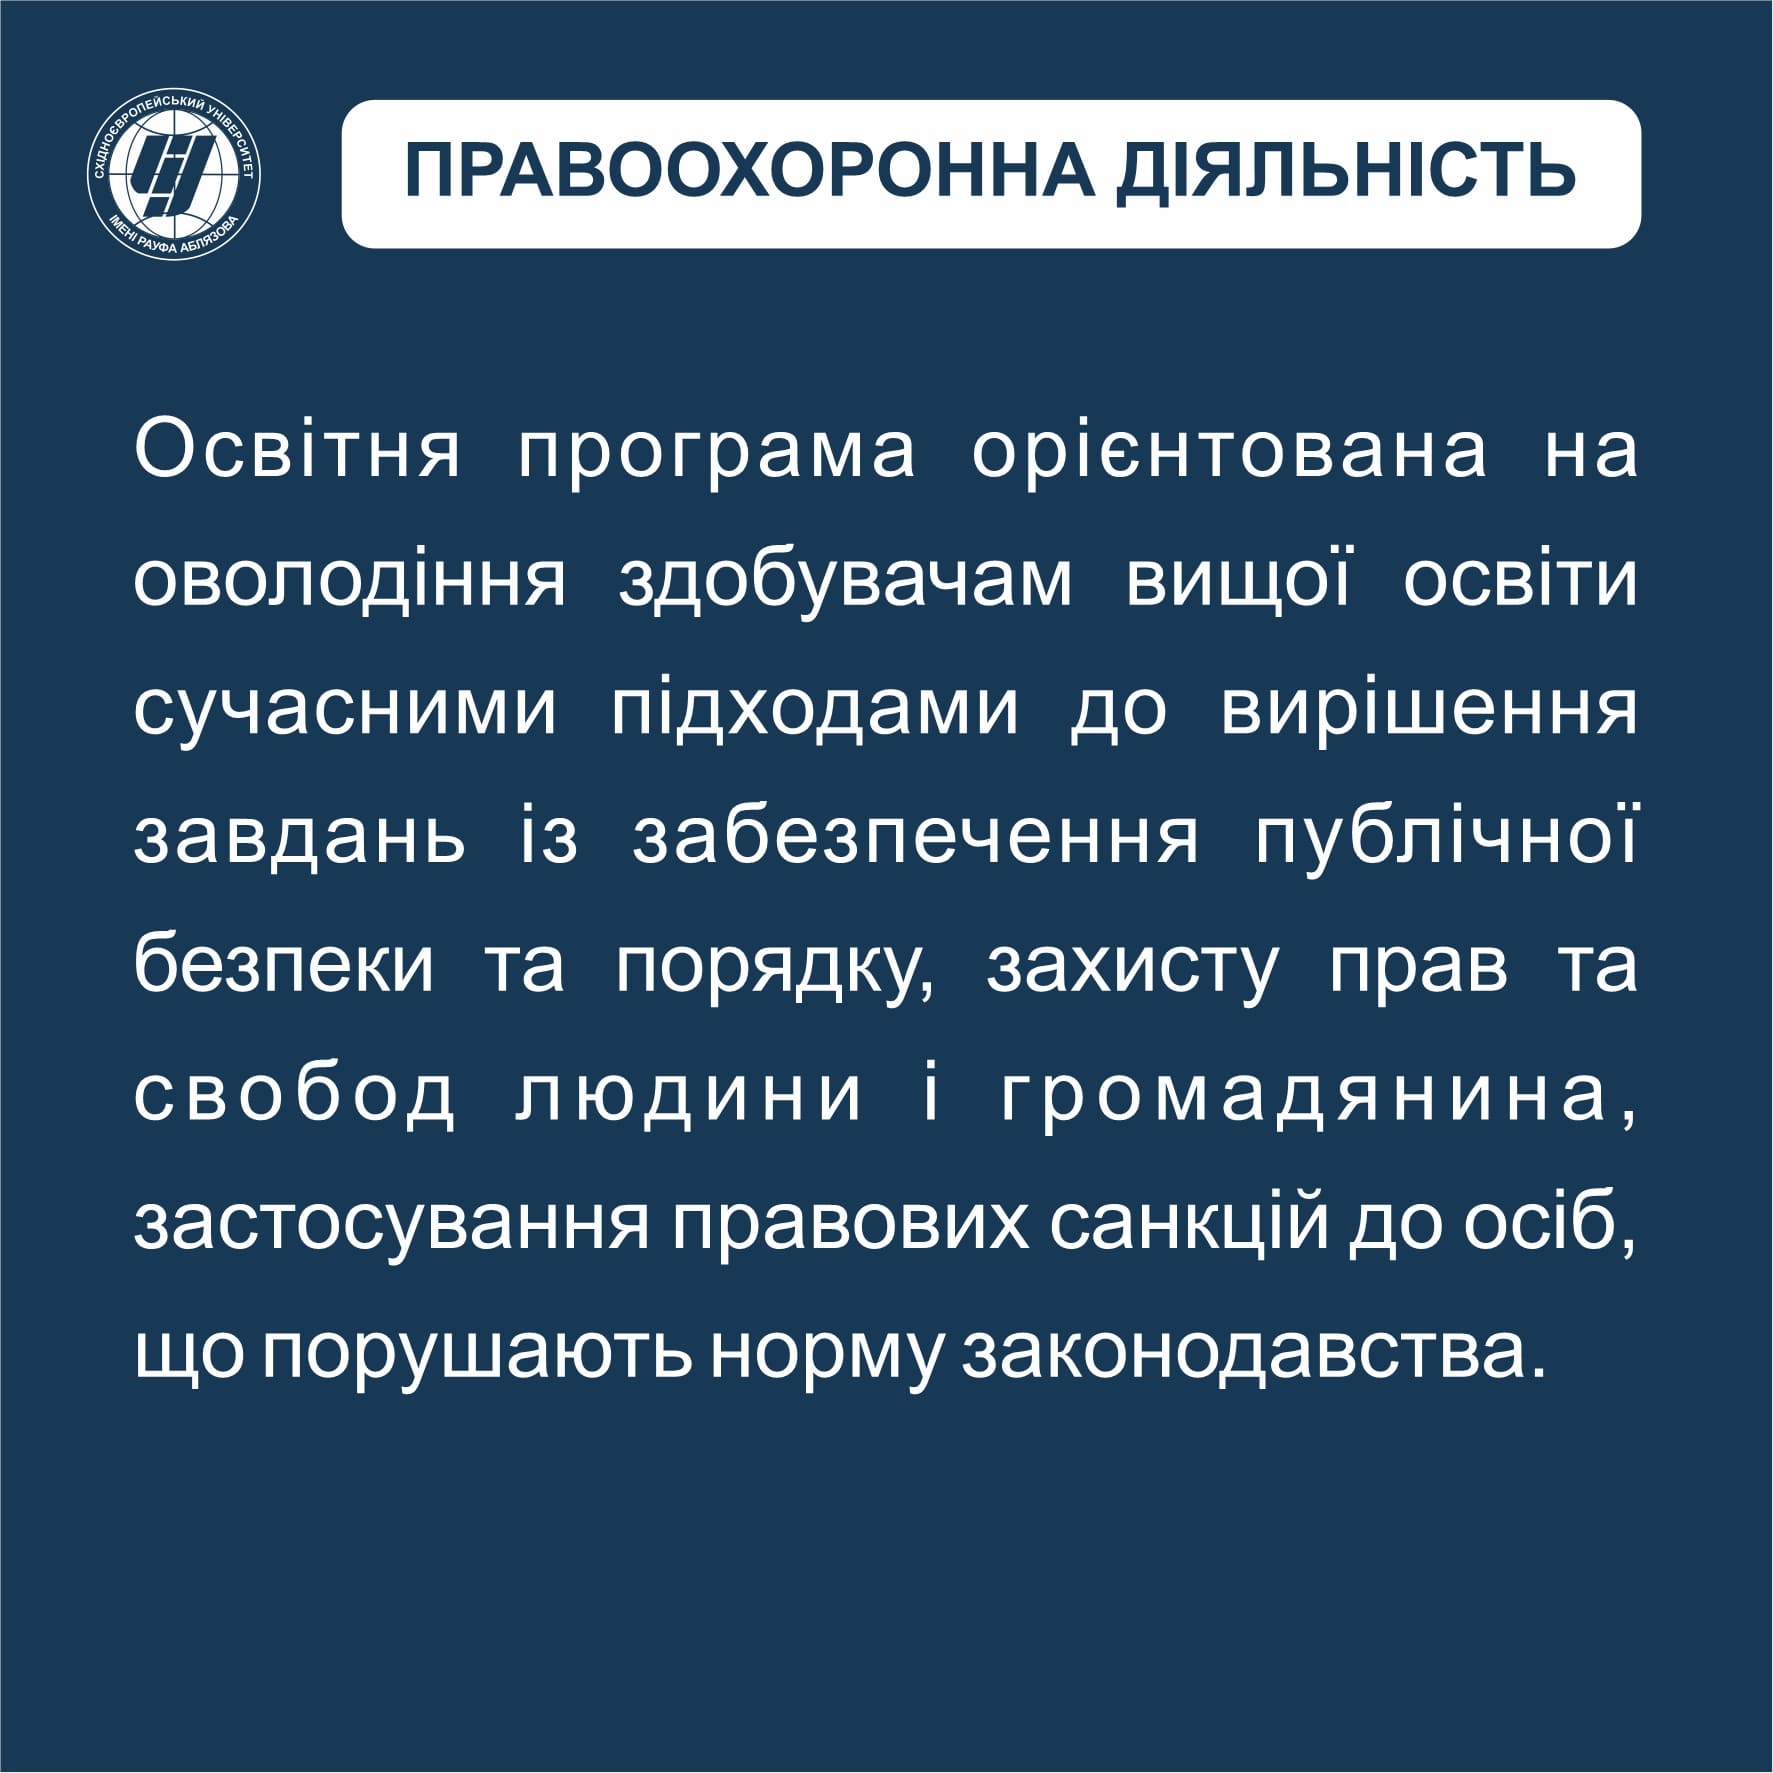 СХІДНОЄВРОПЕЙСЬКИЙ УНІВЕРСИТЕТ
ІМЕНІ РАУФА АБЛЯЗОВА
ПРАВООХОРОННА ДІЯЛЬНІСТЬ
Освітня програма орієнтована на
оволодіння здобувачам вищої освіти
сучасними підходами до вирішення
завдань із забезпечення публічної
безпеки та порядку, захисту прав та
свобод людини і громадянина,
застосування правових санкцій до осіб,
що порушають норму законодавства.